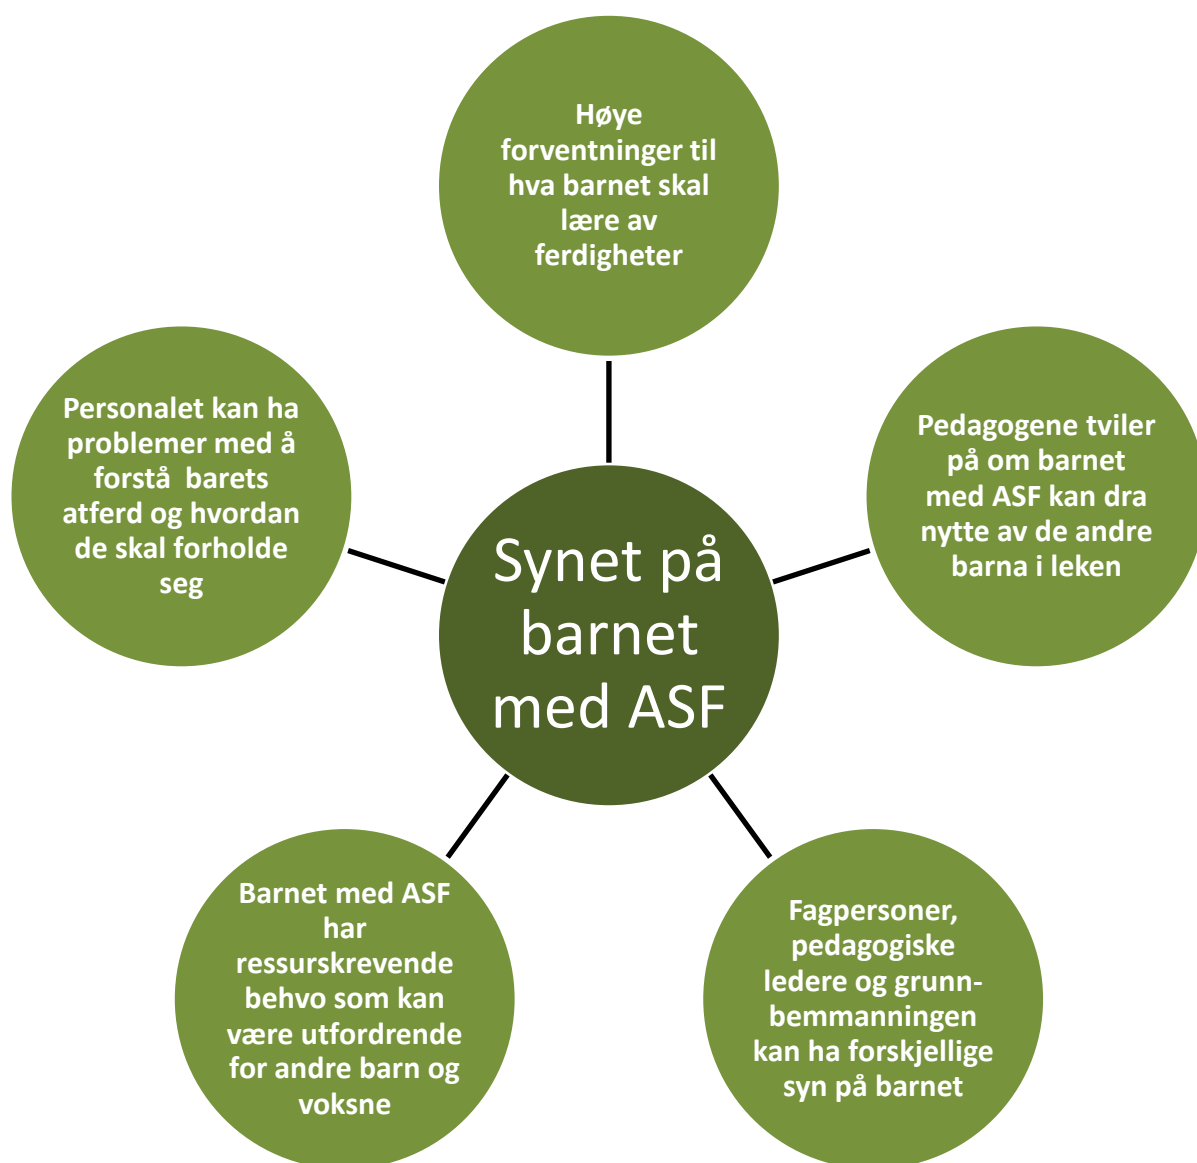 Høye
forventninger til
hva barnet skal
lære av
ferdigheter
Personalet kan ha
problemer med å
forstå  barets
atferd og hvordan
de skal forholde
seg
Pedagogene tviler
på om barnet
med ASF kan dra
nytte av de andre
barna i leken
Synet på
barnet
med ASF
Barnet med ASF
har
ressurskrevende
behvo som kan
være utfordrende
for andre barn og
voksne
Fagpersoner,
pedagogiske
ledere og grunn-
bemmanningen
kan ha forskjellige
syn på barnet